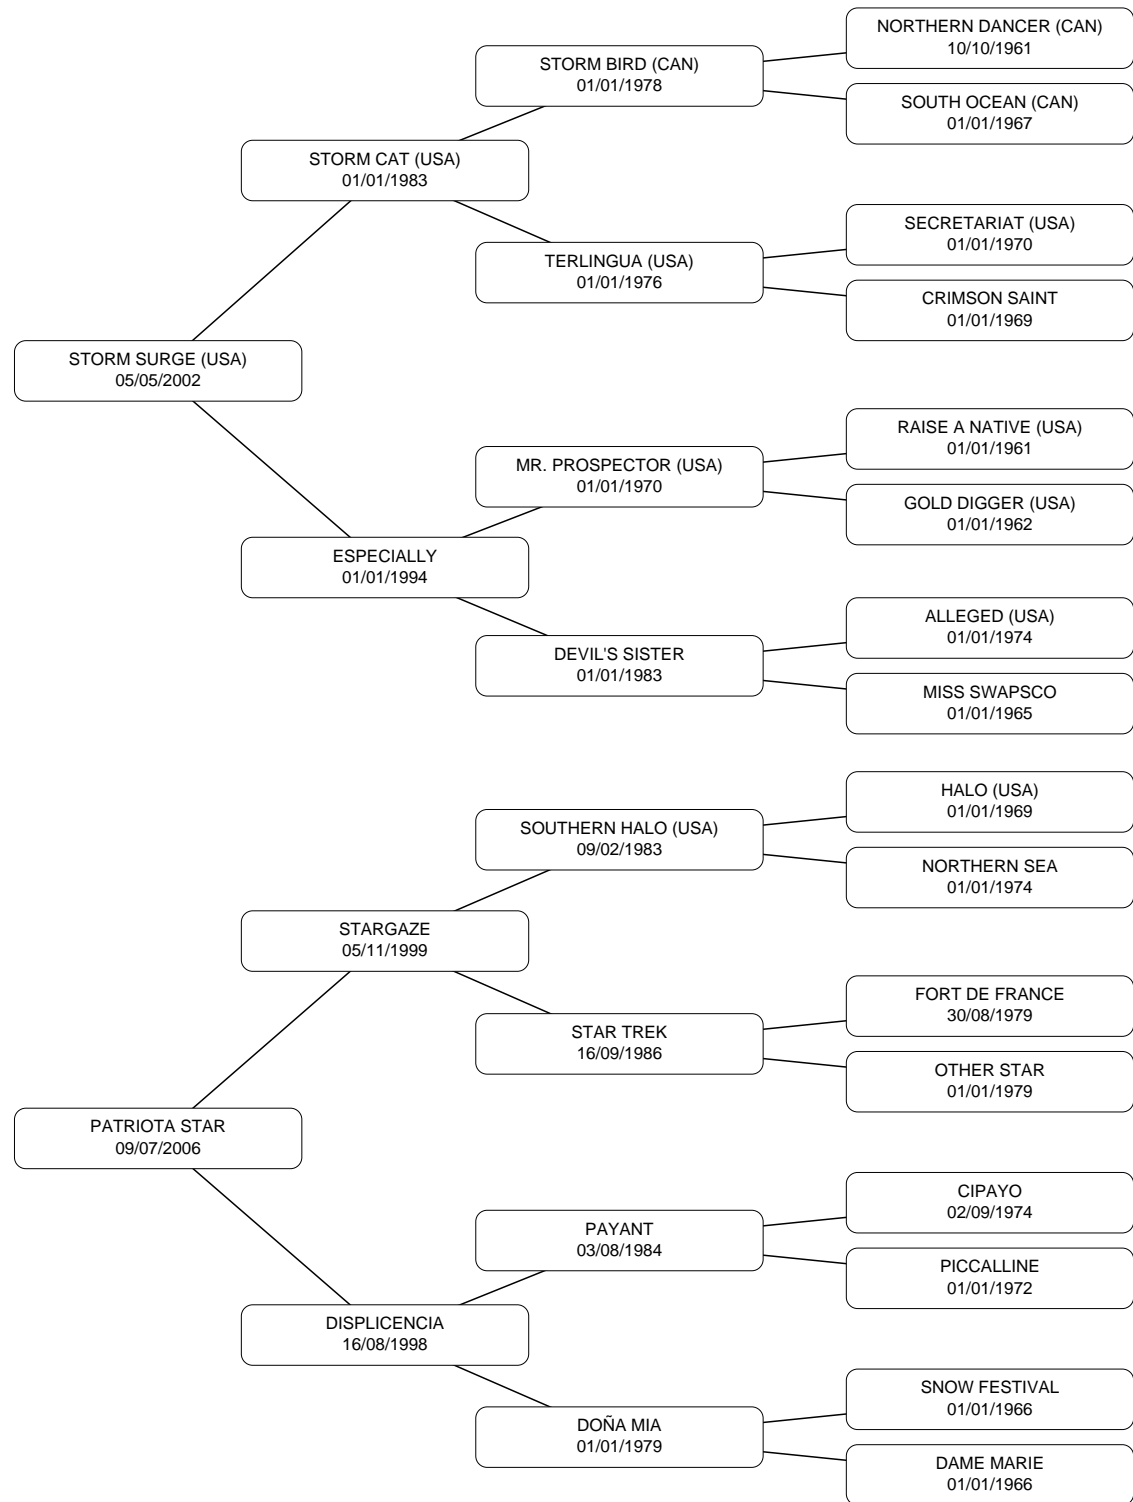 NORTHERN DANCER (CAN)
10/10/1961
STORM BIRD (CAN)
01/01/1978
SOUTH OCEAN (CAN)
01/01/1967
STORM CAT (USA)
01/01/1983
SECRETARIAT (USA)
01/01/1970
TERLINGUA (USA)
01/01/1976
CRIMSON SAINT
01/01/1969
STORM SURGE (USA)
05/05/2002
RAISE A NATIVE (USA)
01/01/1961
MR. PROSPECTOR (USA)
01/01/1970
GOLD DIGGER (USA)
01/01/1962
ESPECIALLY
01/01/1994
ALLEGED (USA)
01/01/1974
DEVIL'S SISTER
01/01/1983
MISS SWAPSCO
01/01/1965
HALO (USA)
01/01/1969
SOUTHERN HALO (USA)
09/02/1983
NORTHERN SEA
01/01/1974
STARGAZE
05/11/1999
FORT DE FRANCE
30/08/1979
STAR TREK
16/09/1986
OTHER STAR
01/01/1979
PATRIOTA STAR
09/07/2006
CIPAYO
02/09/1974
PAYANT
03/08/1984
PICCALLINE
01/01/1972
DISPLICENCIA
16/08/1998
SNOW FESTIVAL
01/01/1966
DOÑA MIA
01/01/1979
DAME MARIE
01/01/1966